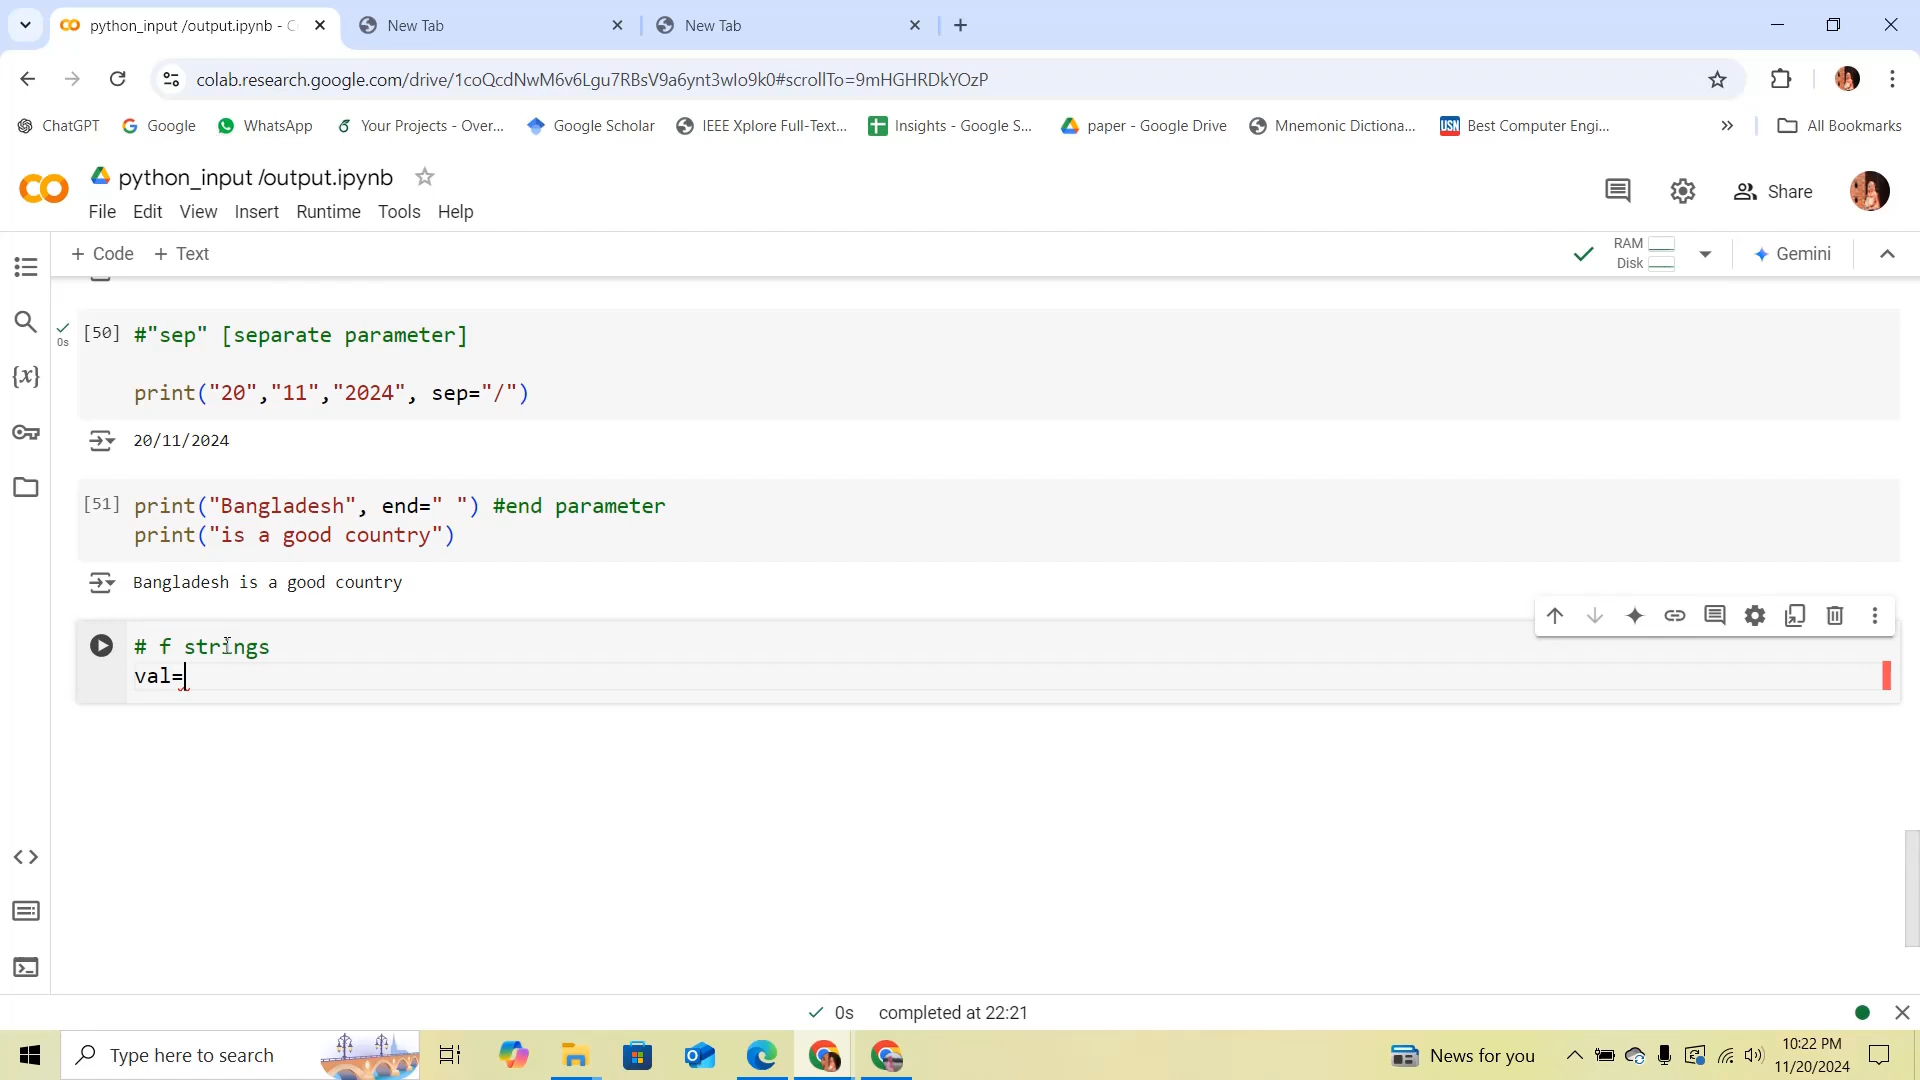 python_input /output.ipynb - C
New Tab
New Tab
colab.research.google.com/drive/1coQcdNwM6v6Lgu7RBsV9a6ynt3wIo9k0#scrollTo=9mHGHRDkYOzP
ChatGPT
Google
WhatsApp
Your Projects - Over...
Google Scholar
IEEE Xplore Full-Text...
Insights - Google S...
paper - Google Drive
Mnemonic Dictiona...
USN
Best Computer Engi...
All Bookmarks
python_input /output.ipynb
File Edit View Insert Runtime Tools Help
Share
+ Code + Text
RAM
Disk
Gemini
[50] #"sep" [separate parameter]
0s
print("20","11","2024", sep="/")
20/11/2024
[51] print("Bangladesh", end=" ") #end parameter
print("is a good country")
Bangladesh is a good country
# f strings
val=
0s completed at 22:21
Type here to search
News for you
10:22 PM
11/20/2024